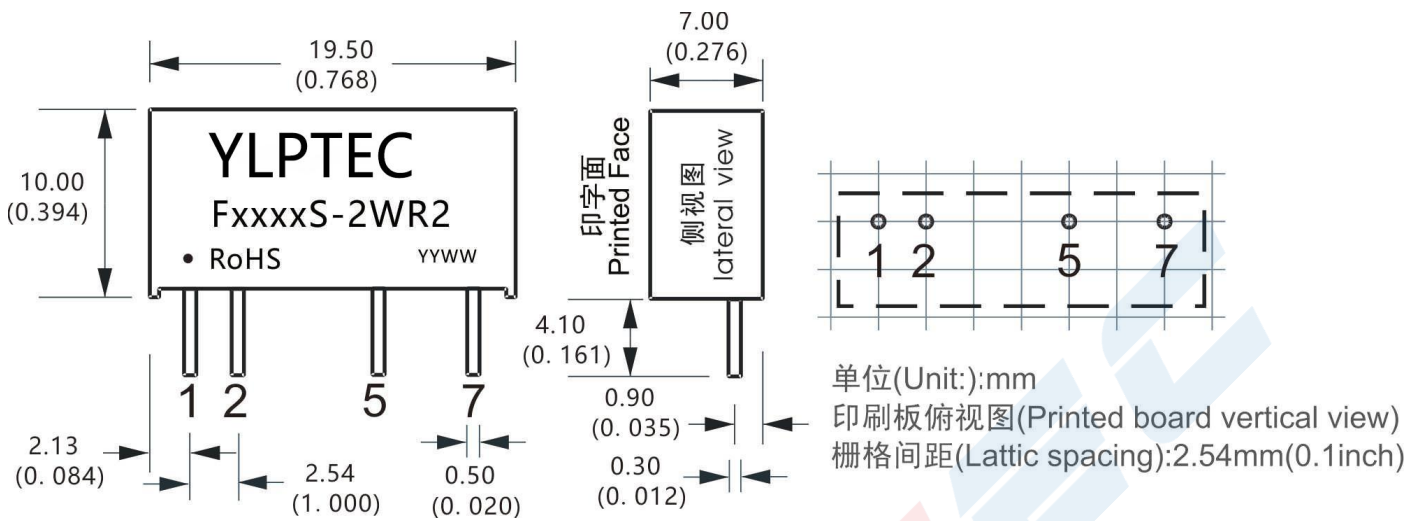 19.50
(0.768)
10.00
(0.394)
YLPTEC
FxxxxS-2WR2
• RoHS YYWW
1 2 5 7
2.13
(0. 084)
2.54
(1. 000)
0.50
(0. 020)
7.00
(0.276)
印字面
Printed Face
侧视图
lateral view
4.10
(0. 161)
0.90
(0. 035)
0.30
(0. 012)
1 2 5 7
单位(Unit:):mm
印刷板俯视图(Printed board vertical view)
栅格间距(Lattic spacing):2.54mm(0.1inch)